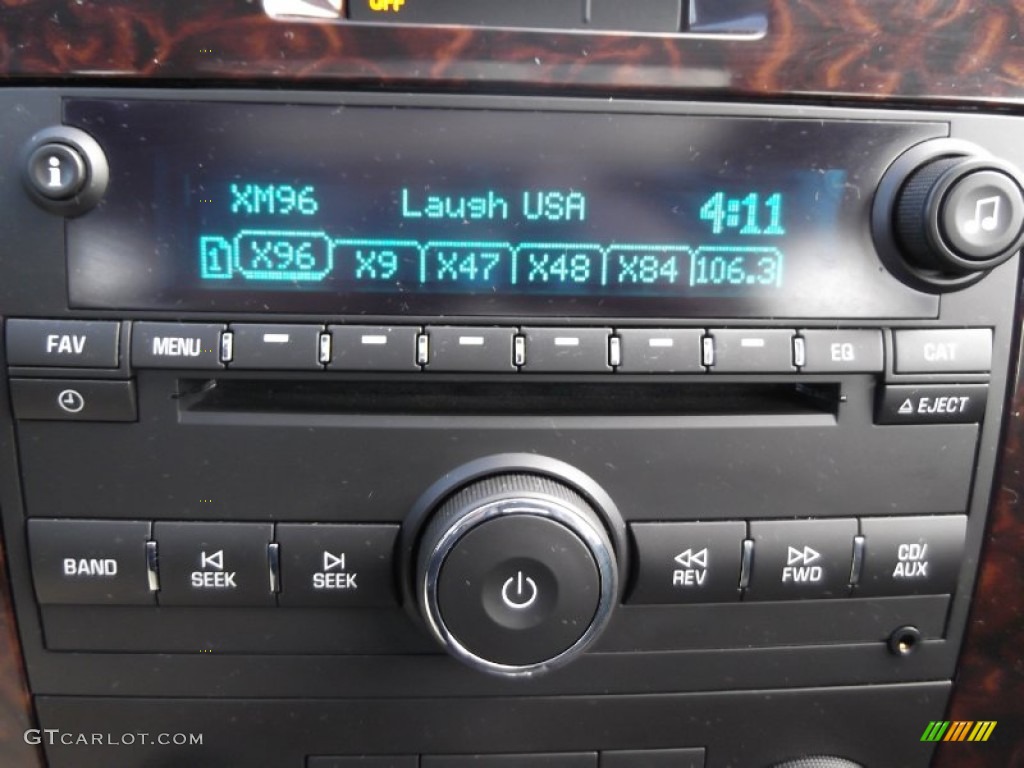 OFF
i
XM96 Laugh USA 4:11
1 X96 X9 X47 X48 X84 106.3
FAV MENU EQ CAT
EJECT
BAND SEEK SEEK REV FWD CD/
AUX
GTCARLOT.COM